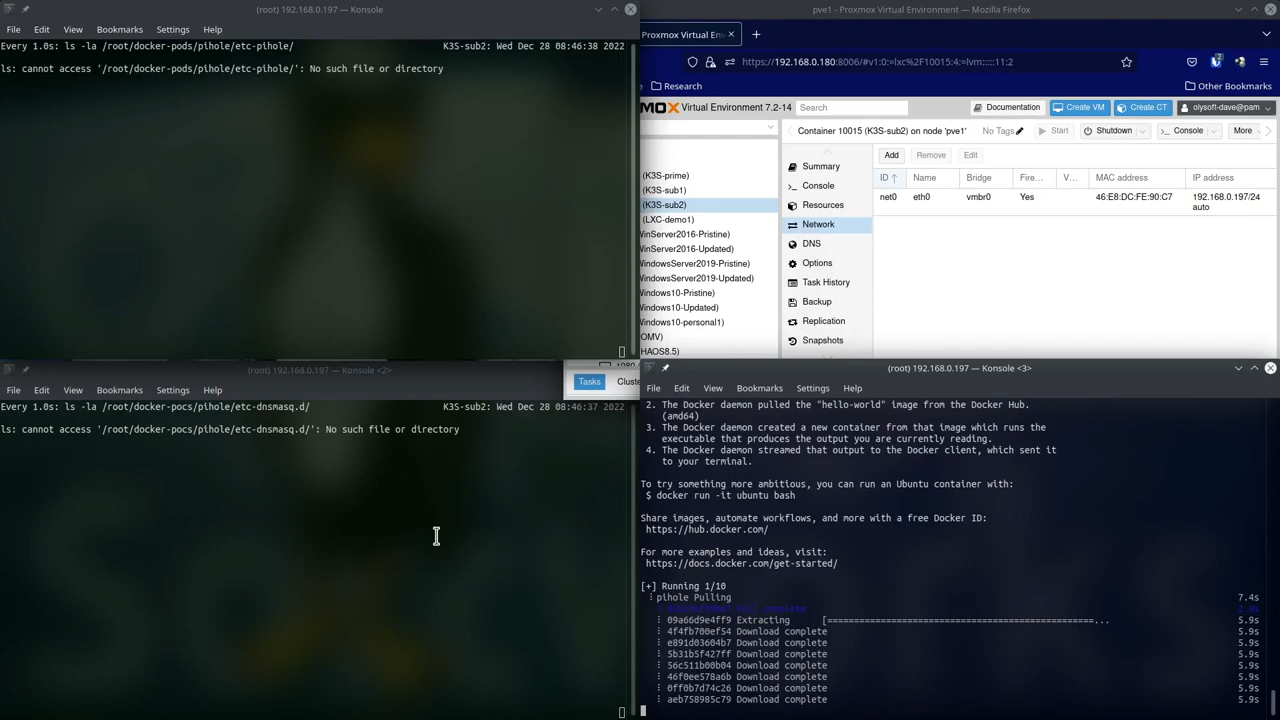 (root) 192.168.0.197 — Konsole
File Edit View Bookmarks Settings Help
Every 1.0s: ls -la /root/docker-pods/pihole/etc-pihole/ K3S-sub2: Wed Dec 28 08:46:38 2022
ls: cannot access '/root/docker-pods/pihole/etc-pihole/': No such file or directory
pve1 - Proxmox Virtual Environment — Mozilla Firefox
Proxmox Virtual Env
https://192.168.0.180:8006/#v1:0:=lxc%2F10015:4:=lvm:::::11:2
Research
Other Bookmarks
MOX Virtual Environment 7.2-14 Search Documentation Create VM Create CT olysoft-dave@pam
Container 10015 (K3S-sub2) on node 'pve1' No Tags Start Shutdown Console More
(K3S-prime)
(K3S-sub1)
(K3S-sub2)
(LXC-demo1)
WinServer2016-Pristine)
WinServer2016-Updated)
WindowsServer2019-Pristine)
WindowsServer2019-Updated)
Windows10-Pristine)
Windows10-Updated)
Windows10-personal1)
OMV)
HAOS8.5)
Summary
Console
Resources
Network
DNS
Options
Task History
Backup
Replication
Snapshots
Add Remove Edit
ID Name Bridge Fire... V... MAC address IP address
net0 eth0 vmbr0 Yes 46:E8:DC:FE:90:C7 192.168.0.197/24
auto
Tasks Cluste
(root) 192.168.0.197 — Konsole <2>
File Edit View Bookmarks Settings Help
Every 1.0s: ls -la /root/docker-pocs/pihole/etc-dnsmasq.d/ K3S-sub2: Wed Dec 28 08:46:37 2022
ls: cannot access '/root/docker-pocs/pihole/etc-dnsmasq.d/': No such file or directory
(root) 192.168.0.197 — Konsole <3>
File Edit View Bookmarks Settings Help
2. The Docker daemon pulled the "hello-world" image from the Docker Hub.
(amd64)
3. The Docker daemon created a new container from that image which runs the
executable that produces the output you are currently reading.
4. The Docker daemon streamed that output to the Docker client, which sent it
to your terminal.
To try something more ambitious, you can run an Ubuntu container with:
$ docker run -it ubuntu bash
Share images, automate workflows, and more with a free Docker ID:
https://hub.docker.com/
For more examples and ideas, visit:
https://docs.docker.com/get-started/
[+] Running 1/10
pihole Pulling 7.4s
Pull complete
09a66d9e4ff9 Extracting [==================================================... 5.9s
4f4fb700ef54 Download complete 5.9s
e891d03604b7 Download complete 5.9s
5b31b5f427ff Download complete 5.9s
56c511b00b04 Download complete 5.9s
46f0ee578a6b Download complete 5.9s
0ff0b7d74c26 Download complete 5.9s
aeb758985c79 Download complete 5.9s